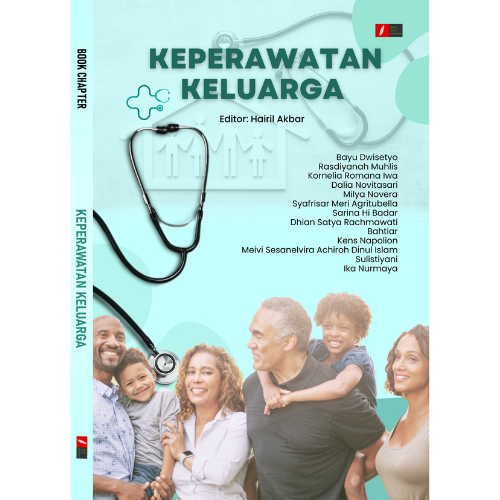 BOOK CHAPTER
KEPERAWATAN KELUARGA
KEPERAWATAN
KELUARGA
Editor: Hairil Akbar
Bayu Dwisetyo
Rasdiyanah Muhlis
Kornelia Romana Iwa
Dalia Novitasari
Milya Novera
Syafrisar Meri Agritubella
Sarina Hi Badar
Dhian Satya Rachmawati
Bahtiar
Kens Napolion
Meivi Sesanelvira Achiroh Dinul Islam
Sulistiyani
Ika Nurmaya